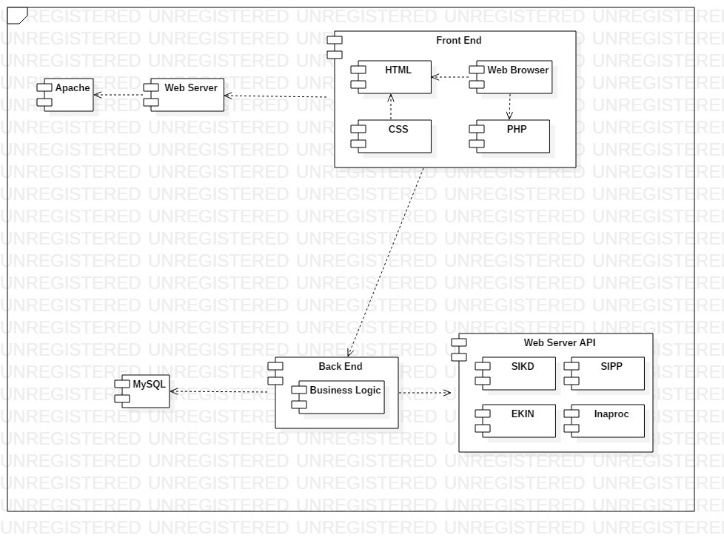 Front End
HTML
Web Browser
Apache
Web Server
CSS
PHP
Web Server API
Back End
SIKD
SIPP
MySQL
Business Logic
EKIN
Inaproc
UNREGISTERED